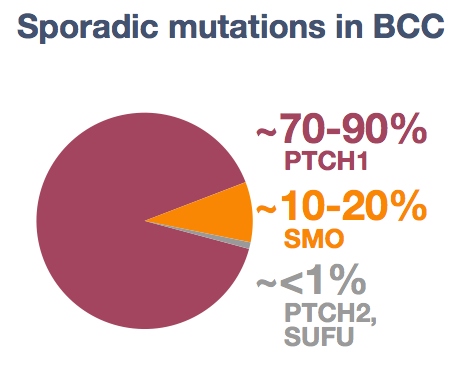 Sporadic mutations in BCC
~70-90%
PTCH1
~10-20%
SMO
~<1%
PTCH2,
SUFU